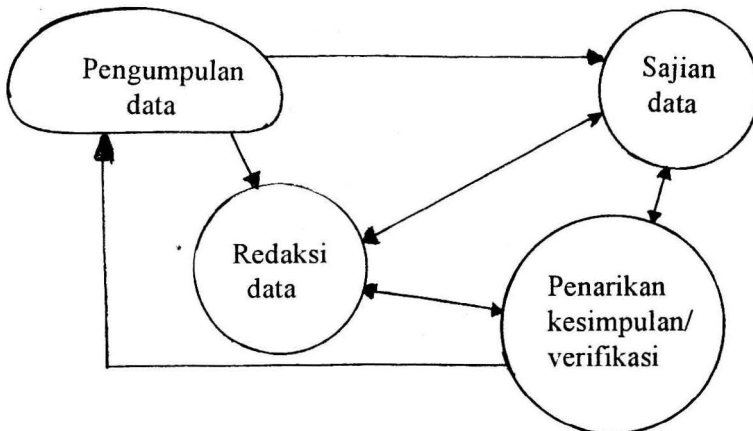 Pengumpulan
data
Sajian
data
Redaksi
data
Penarikan
kesimpulan/
verifikasi